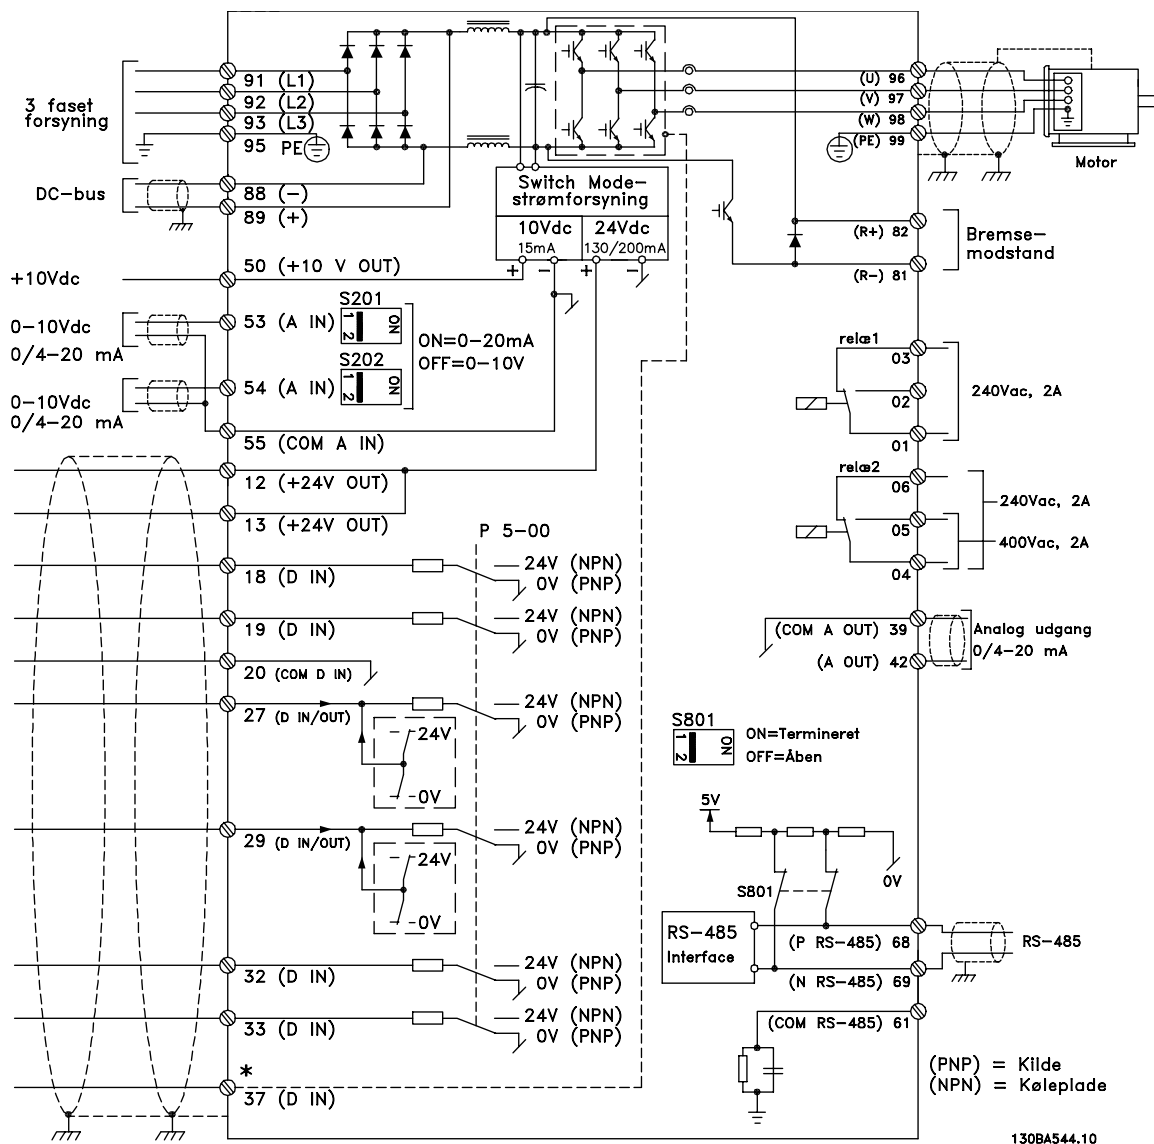 3 faset
forsyning
91 (L1)
92 (L2)
93 (L3)
95 PE
DC-bus
88 (-)
89 (+)
Switch Mode-
strømforsyning
10Vdc
15mA
24Vdc
130/200mA
+ - + -
(U) 96
(V) 97
(W) 98
(PE) 99
Motor
(R+) 82
(R-) 81
Bremse-
modstand
+10Vdc
50 (+10 V OUT)
0-10Vdc
0/4-20 mA
53 (A IN)
S201
1 2
ON
0-10Vdc
0/4-20 mA
54 (A IN)
S202
1 2
ON
ON=0-20mA
OFF=0-10V
55 (COM A IN)
12 (+24V OUT)
13 (+24V OUT)
relæ1
03
02
01
240Vac, 2A
relæ2
06
05
04
240Vac, 2A
400Vac, 2A
P 5-00
18 (D IN)
24V (NPN)
0V (PNP)
19 (D IN)
24V (NPN)
0V (PNP)
20 (COM D IN)
27 (D IN/OUT)
24V (NPN)
0V (PNP)
24V
0V
29 (D IN/OUT)
24V (NPN)
0V (PNP)
24V
0V
32 (D IN)
24V (NPN)
0V (PNP)
33 (D IN)
24V (NPN)
0V (PNP)
*
37 (D IN)
(COM A OUT) 39
(A OUT) 42
Analog udgang
0/4-20 mA
S801
1 2
ON
ON=Termineret
OFF=Åben
5V
S801
0V
RS-485
Interface
(P RS-485) 68
(N RS-485) 69
(COM RS-485) 61
RS-485
(PNP) = Kilde
(NPN) = Køleplade
130BA544.10